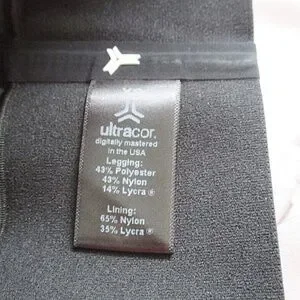 ultracor.
digitally mastered
in the USA
Legging:
43% Polyester
43% Nylon
14% Lycra ®
Lining:
65% Nylon
35% Lycra ®